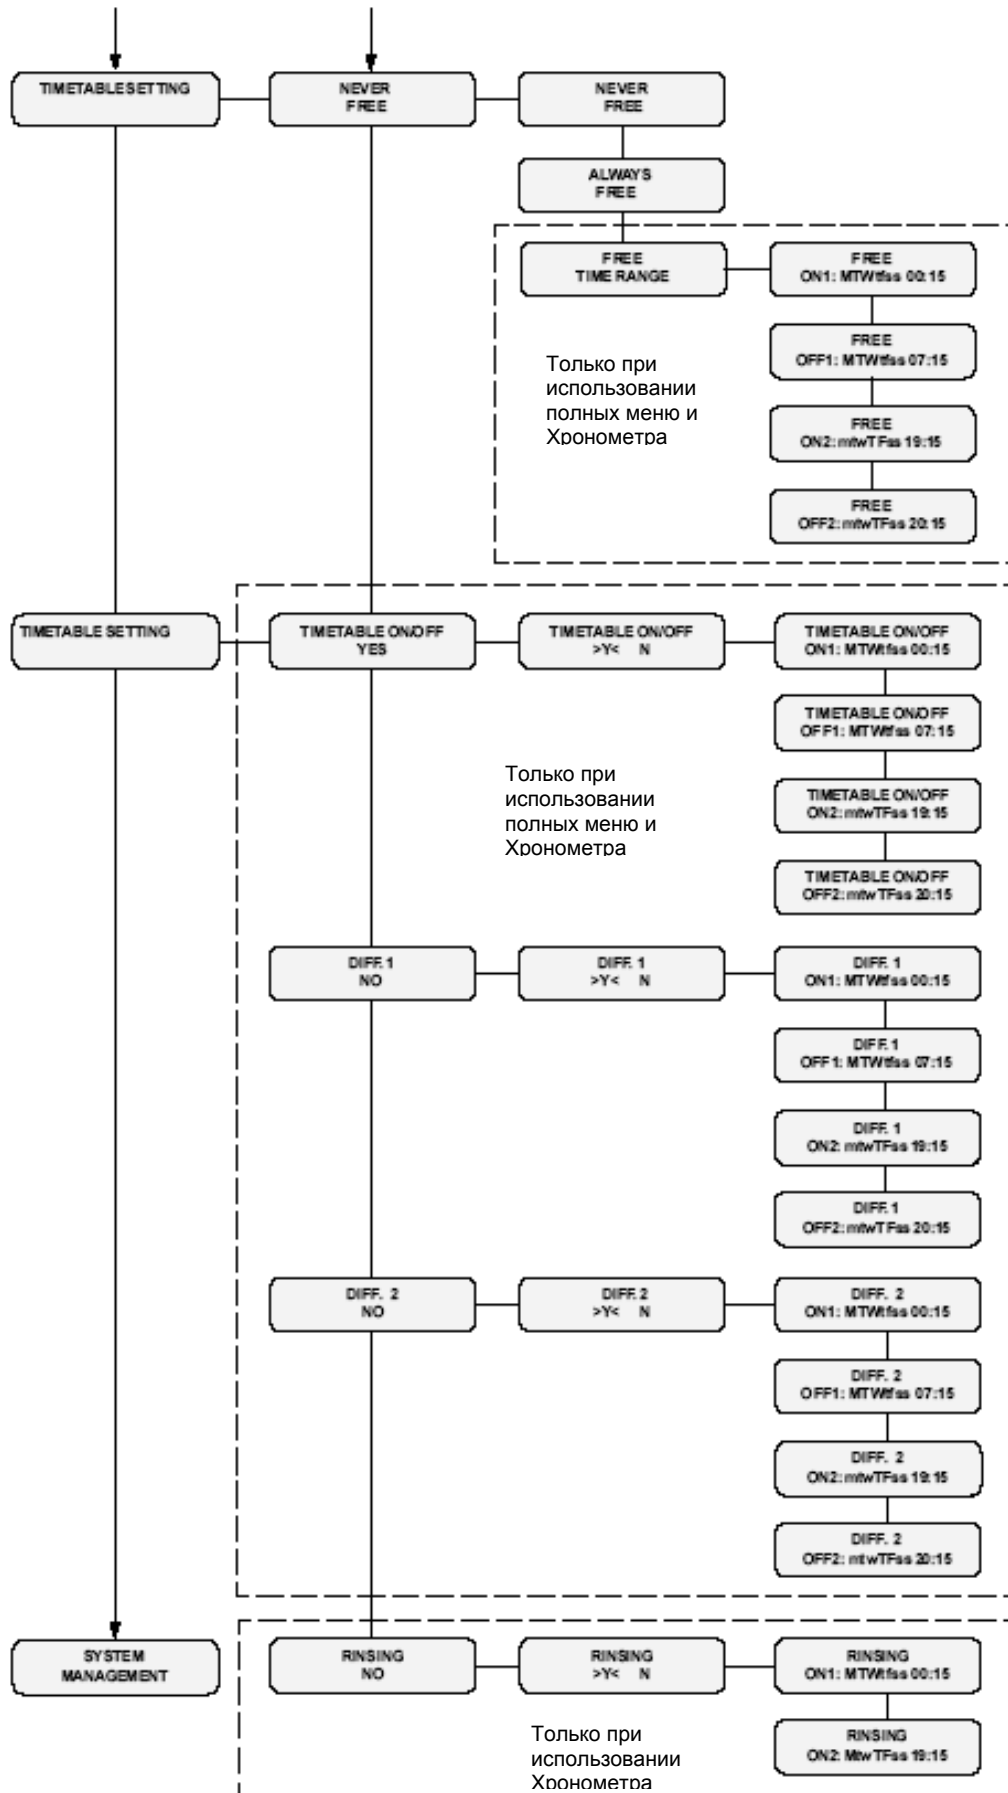 TIMETABLE SETTING
NEVER
FREE
NEVER
FREE
ALWAYS
FREE
FREE
TIME RANGE
FREE
ON1: MTWtfss 00:15
FREE
OFF1: MTWtfss 07:15
FREE
ON2: mtwTFss 19:15
FREE
OFF2: mtwTFss 20:15
Только при
использовании
полных меню и
Хронометра
TIMETABLE SETTING
TIMETABLE ON/OFF
YES
TIMETABLE ON/OFF
>Y< N
TIMETABLE ON/OFF
ON1: MTWtfss 00:15
TIMETABLE ON/OFF
OFF1: MTWtfss 07:15
TIMETABLE ON/OFF
ON2: mtwTFss 19:15
TIMETABLE ON/OFF
OFF2: mtwTFss 20:15
Только при
использовании
полных меню и
Хронометра
DIFF. 1
NO
DIFF. 1
>Y< N
DIFF. 1
ON1: MTWtfss 00:15
DIFF. 1
OFF1: MTWtfss 07:15
DIFF. 1
ON2: mtwTFss 19:15
DIFF. 1
OFF2: mtwTFss 20:15
DIFF. 2
NO
DIFF. 2
>Y< N
DIFF. 2
ON1: MTWtfss 00:15
DIFF. 2
OFF1: MTWtfss 07:15
DIFF. 2
ON2: mtwTFss 19:15
DIFF. 2
OFF2: mtwTFss 20:15
SYSTEM
MANAGEMENT
RINSING
NO
RINSING
>Y< N
RINSING
ON1: MTWtfss 00:15
RINSING
ON2: MtwTFss 19:15
Только при
использовании
Хронометра